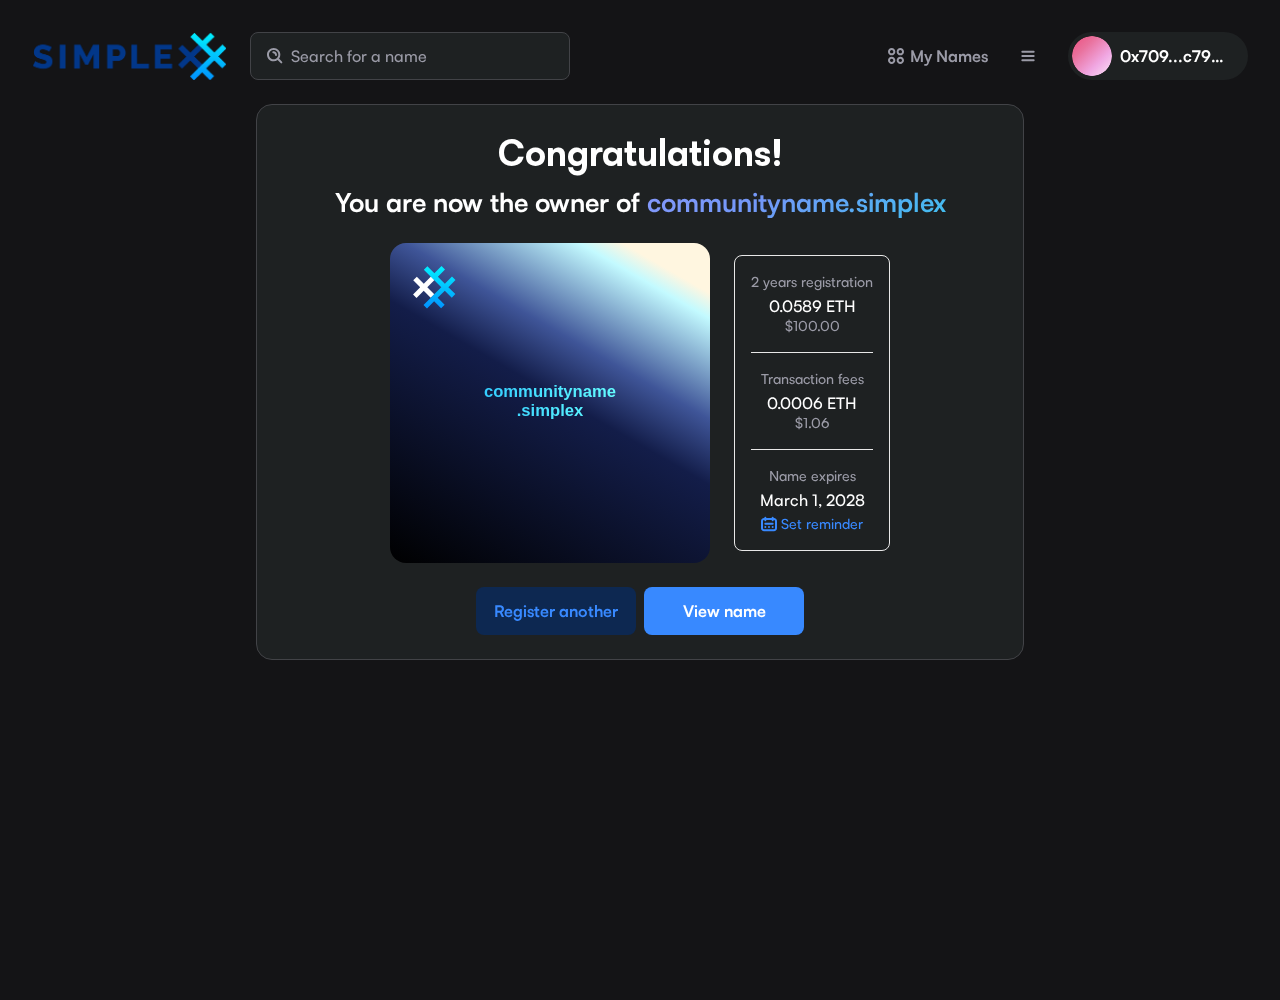 SIMPLEX
Search for a name
My Names
0x709...c79...
Congratulations!
You are now the owner of communityname.simplex
communityname
.simplex
2 years registration
0.0589 ETH
$100.00
Transaction fees
0.0006 ETH
$1.06
Name expires
March 1, 2028
Set reminder
Register another
View name